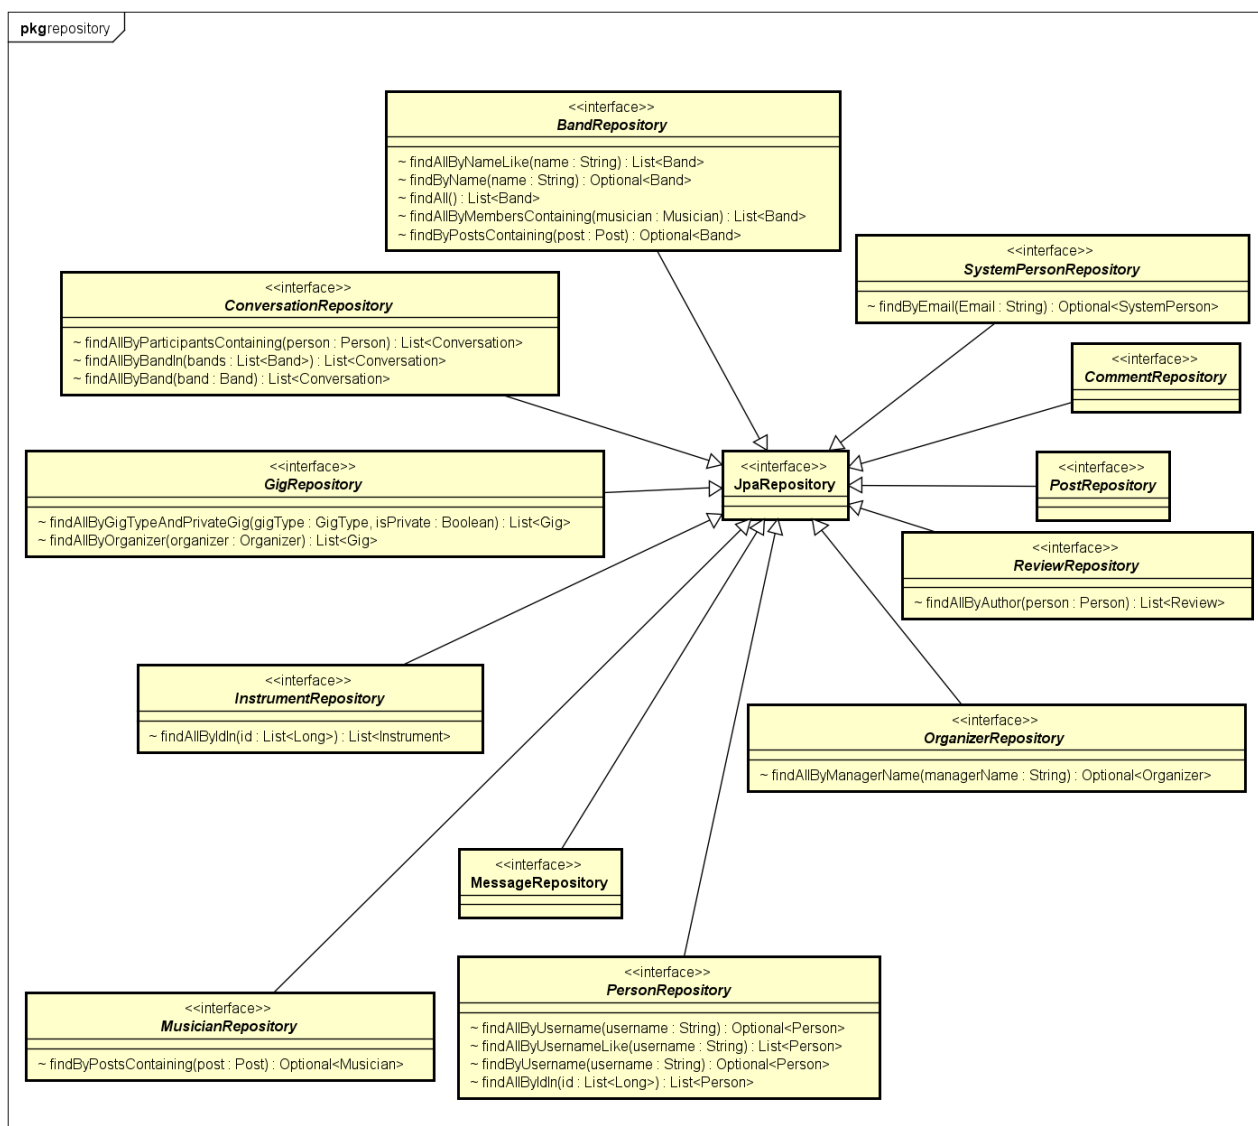 pkg repository
<<interface>>
BandRepository
~ findAllByNameLike(name : String) : List<Band>
~ findByName(name : String) : Optional<Band>
~ findAll() : List<Band>
~ findAllByMembersContaining(musician : Musician) : List<Band>
~ findByPostsContaining(post : Post) : Optional<Band>
<<interface>>
SystemPersonRepository
~ findByEmail(Email : String) : Optional<SystemPerson>
<<interface>>
ConversationRepository
~ findAllByParticipantsContaining(person : Person) : List<Conversation>
~ findAllByBandIn(bands : List<Band>) : List<Conversation>
~ findAllByBand(band : Band) : List<Conversation>
<<interface>>
CommentRepository
<<interface>>
GigRepository
~ findAllByGigTypeAndPrivateGig(gigType : GigType, isPrivate : Boolean) : List<Gig>
~ findAllByOrganizer(organizer : Organizer) : List<Gig>
<<interface>>
JpaRepository
<<interface>>
PostRepository
<<interface>>
ReviewRepository
~ findAllByAuthor(person : Person) : List<Review>
<<interface>>
InstrumentRepository
~ findAllByIdIn(id : List<Long>) : List<Instrument>
<<interface>>
OrganizerRepository
~ findAllByManagerName(managerName : String) : Optional<Organizer>
<<interface>>
MessageRepository
<<interface>>
PersonRepository
~ findAllByUsername(username : String) : Optional<Person>
~ findAllByUsernameLike(username : String) : List<Person>
~ findByUsername(username : String) : Optional<Person>
~ findAllByIdIn(id : List<Long>) : List<Person>
<<interface>>
MusicianRepository
~ findByPostsContaining(post : Post) : Optional<Musician>